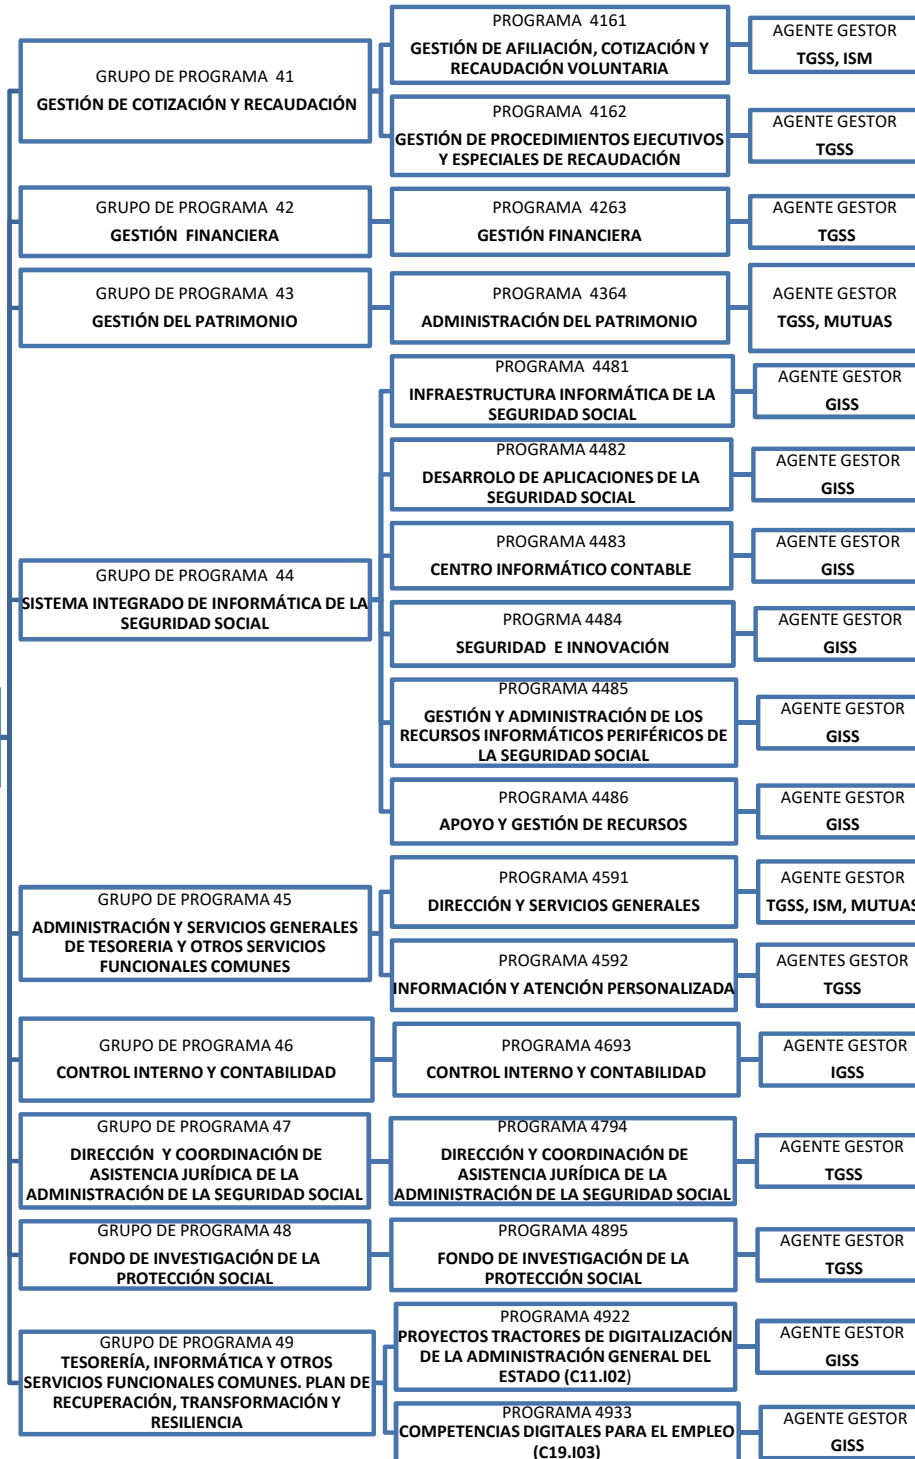 GRUPO DE PROGRAMA 41
GESTIÓN DE COTIZACIÓN Y RECAUDACIÓN
PROGRAMA 4161
GESTIÓN DE AFILIACIÓN, COTIZACIÓN Y
RECAUDACIÓN VOLUNTARIA
AGENTE GESTOR
TGSS, ISM
PROGRAMA 4162
GESTIÓN DE PROCEDIMIENTOS EJECUTIVOS
Y ESPECIALES DE RECAUDACIÓN
AGENTE GESTOR
TGSS
GRUPO DE PROGRAMA 42
GESTIÓN FINANCIERA
PROGRAMA 4263
GESTIÓN FINANCIERA
AGENTE GESTOR
TGSS
GRUPO DE PROGRAMA 43
GESTIÓN DEL PATRIMONIO
PROGRAMA 4364
ADMINISTRACIÓN DEL PATRIMONIO
AGENTE GESTOR
TGSS, MUTUAS
GRUPO DE PROGRAMA 44
SISTEMA INTEGRADO DE INFORMÁTICA DE LA
SEGURIDAD SOCIAL
PROGRAMA 4481
INFRAESTRUCTURA INFORMÁTICA DE LA
SEGURIDAD SOCIAL
AGENTE GESTOR
GISS
PROGRAMA 4482
DESARROLO DE APLICACIONES DE LA
SEGURIDAD SOCIAL
AGENTE GESTOR
GISS
PROGRAMA 4483
CENTRO INFORMÁTICO CONTABLE
AGENTE GESTOR
GISS
PROGRMA 4484
SEGURIDAD E INNOVACIÓN
AGENTE GESTOR
GISS
PROGRAMA 4485
GESTIÓN Y ADMINISTRACIÓN DE LOS
RECURSOS INFORMÁTICOS PERIFÉRICOS DE
LA SEGURIDAD SOCIAL
AGENTE GESTOR
GISS
PROGRAMA 4486
APOYO Y GESTIÓN DE RECURSOS
AGENTE GESTOR
GISS
GRUPO DE PROGRAMA 45
ADMINISTRACIÓN Y SERVICIOS GENERALES
DE TESORERIA Y OTROS SERVICIOS
FUNCIONALES COMUNES
PROGRAMA 4591
DIRECCIÓN Y SERVICIOS GENERALES
AGENTE GESTOR
TGSS, ISM, MUTUAS
PROGRAMA 4592
INFORMACIÓN Y ATENCIÓN PERSONALIZADA
AGENTES GESTOR
TGSS
GRUPO DE PROGRAMA 46
CONTROL INTERNO Y CONTABILIDAD
PROGRAMA 4693
CONTROL INTERNO Y CONTABILIDAD
AGENTE GESTOR
IGSS
GRUPO DE PROGRAMA 47
DIRECCIÓN Y COORDINACIÓN DE
ASISTENCIA JURÍDICA DE LA
ADMINISTRACIÓN DE LA SEGURIDAD SOCIAL
PROGRAMA 4794
DIRECCIÓN Y COORDINACIÓN DE
ASISTENCIA JURÍDICA DE LA
ADMINISTRACIÓN DE LA SEGURIDAD SOCIAL
AGENTE GESTOR
TGSS
GRUPO DE PROGRAMA 48
FONDO DE INVESTIGACIÓN DE LA
PROTECCIÓN SOCIAL
PROGRAMA 4895
FONDO DE INVESTIGACIÓN DE LA
PROTECCIÓN SOCIAL
AGENTE GESTOR
TGSS
GRUPO DE PROGRAMA 49
TESORERÍA, INFORMÁTICA Y OTROS
SERVICIOS FUNCIONALES COMUNES. PLAN DE
RECUPERACIÓN, TRANSFORMACIÓN Y
RESILIENCIA
PROGRAMA 4922
PROYECTOS TRACTORES DE DIGITALIZACIÓN
DE LA ADMINISTRACIÓN GENERAL DEL
ESTADO (C11.I02)
AGENTE GESTOR
GISS
PROGRAMA 4933
COMPETENCIAS DIGITALES PARA EL EMPLEO
(C19.I03)
AGENTE GESTOR
GISS